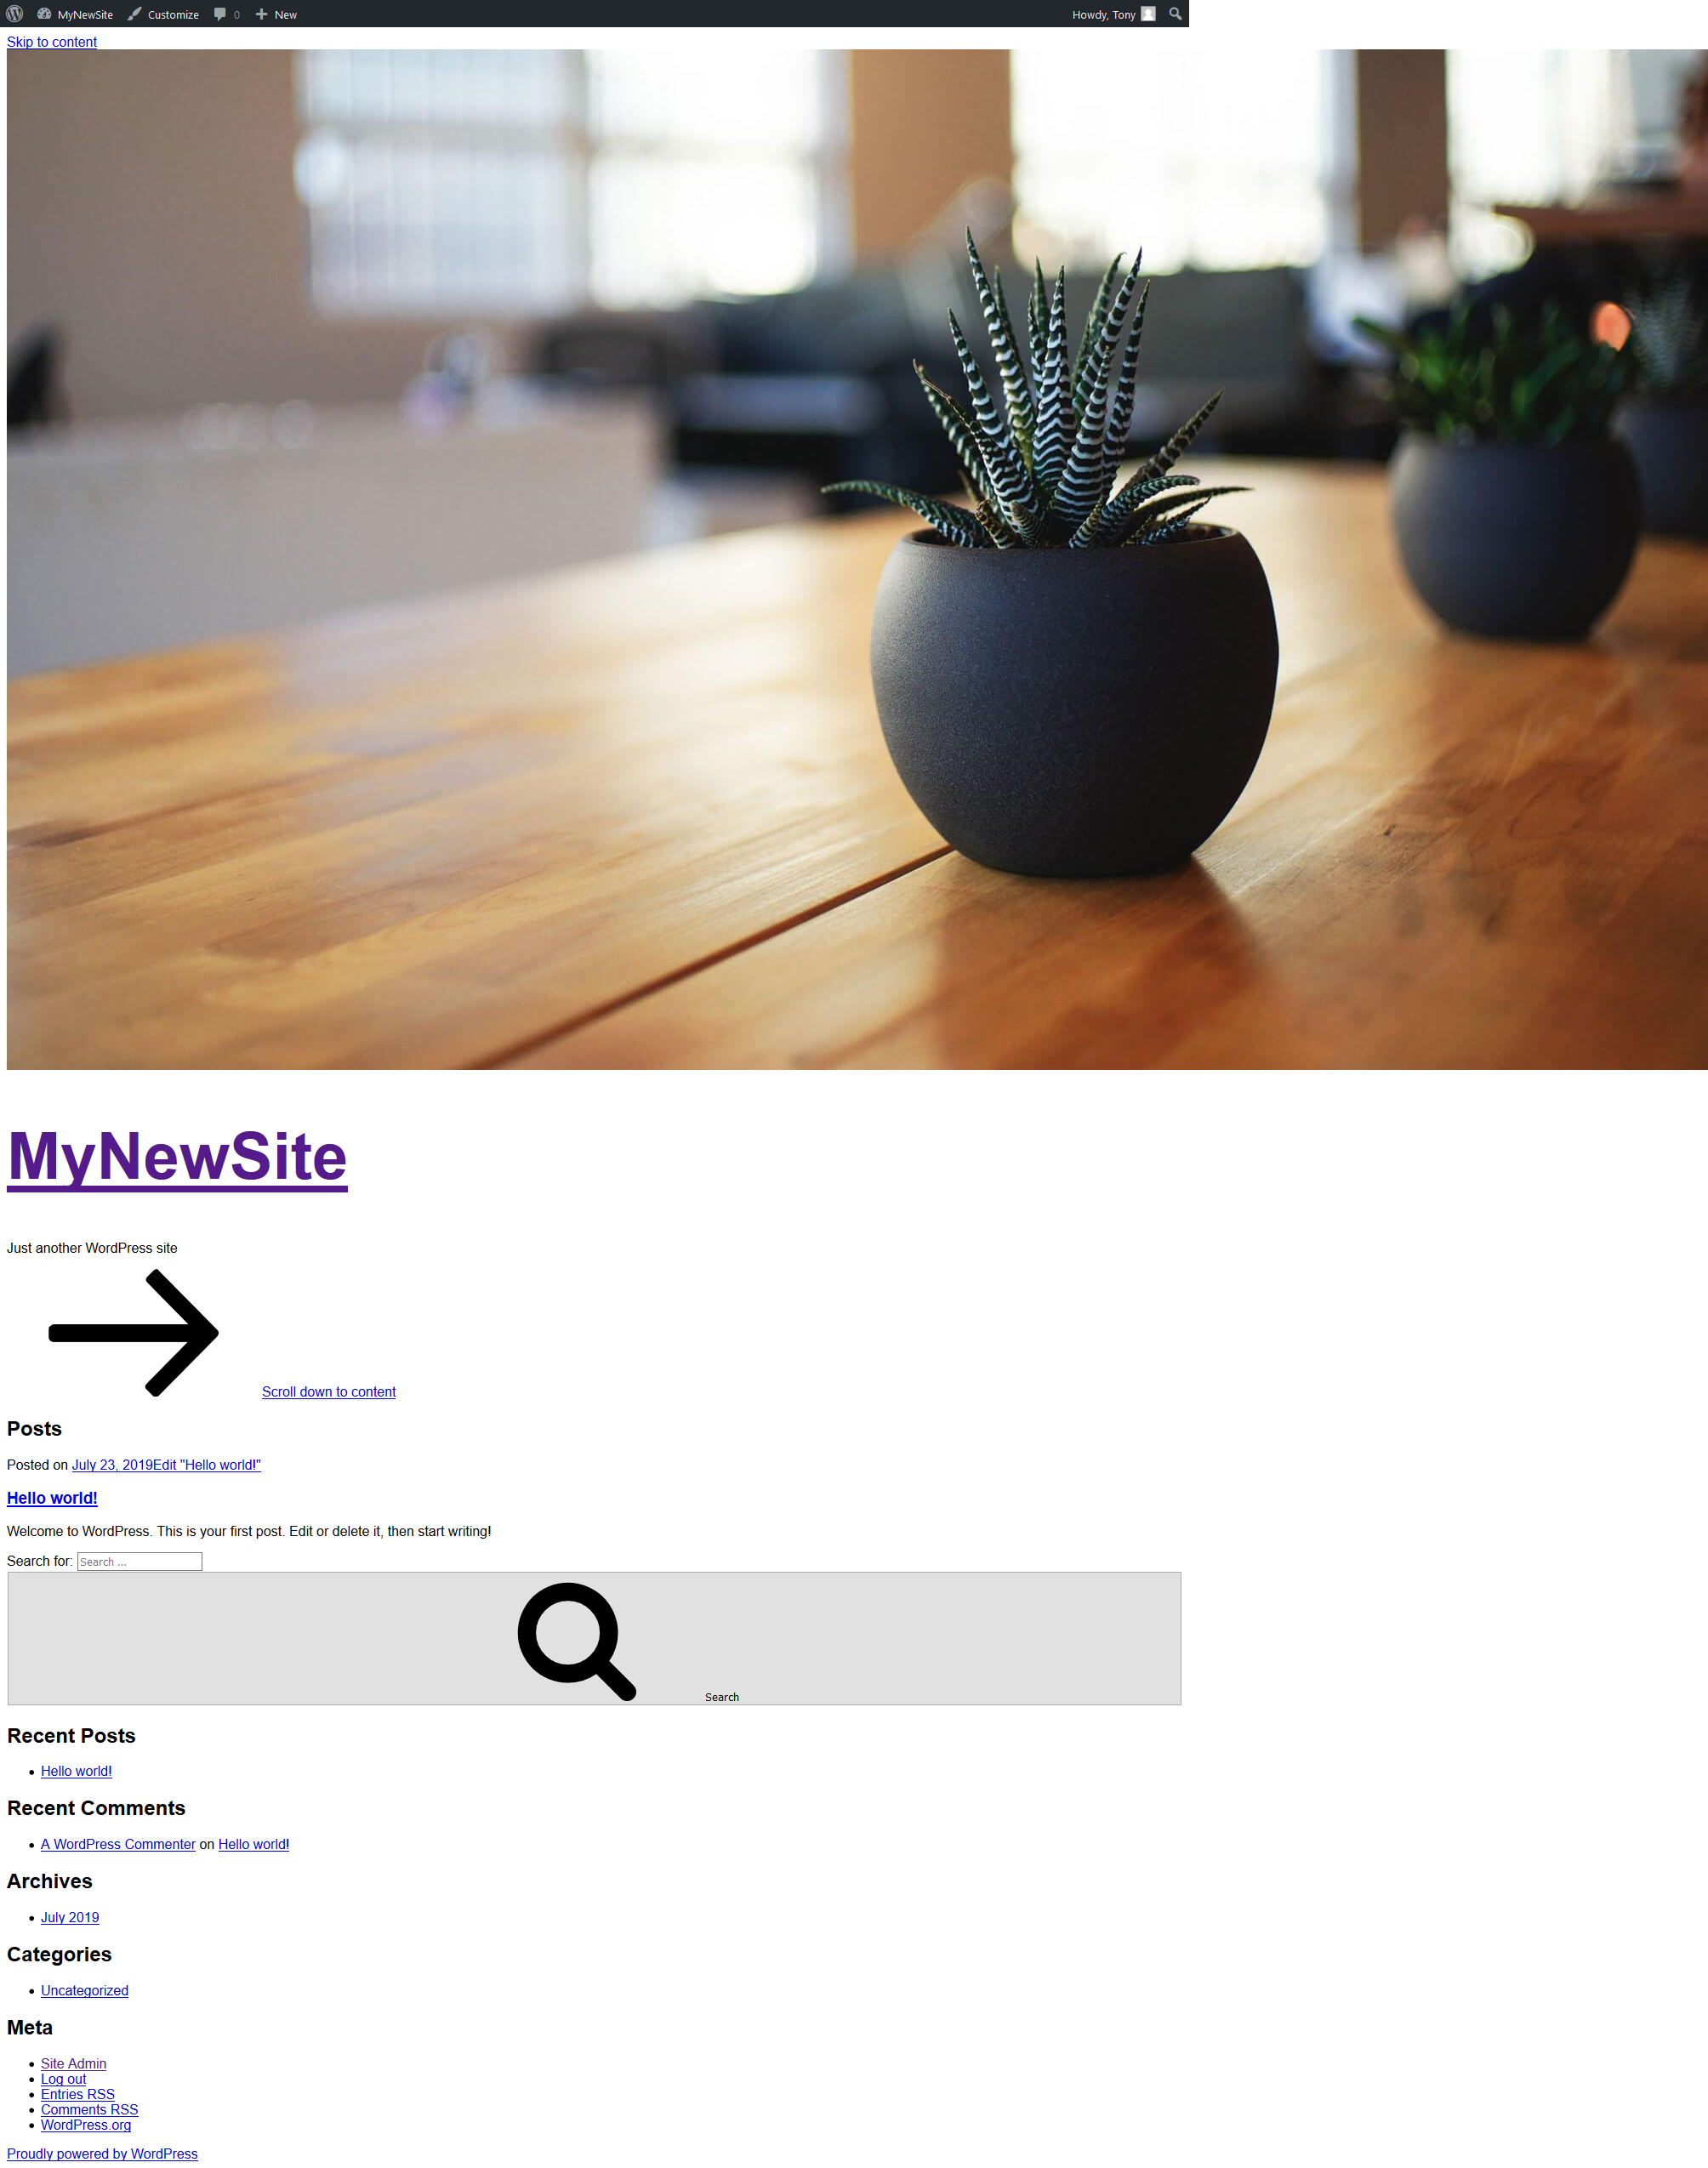 MyNewSite Customize 0 New Howdy, Tony
Skip to content
MyNewSite
Just another WordPress site
Scroll down to content
Posts
Posted on July 23, 2019Edit "Hello world!"
Hello world!
Welcome to WordPress. This is your first post. Edit or delete it, then start writing!
Search for: Search ...
Search
Recent Posts
Hello world!
Recent Comments
A WordPress Commenter on Hello world!
Archives
July 2019
Categories
Uncategorized
Meta
Site Admin
Log out
Entries RSS
Comments RSS
WordPress.org
Proudly powered by WordPress